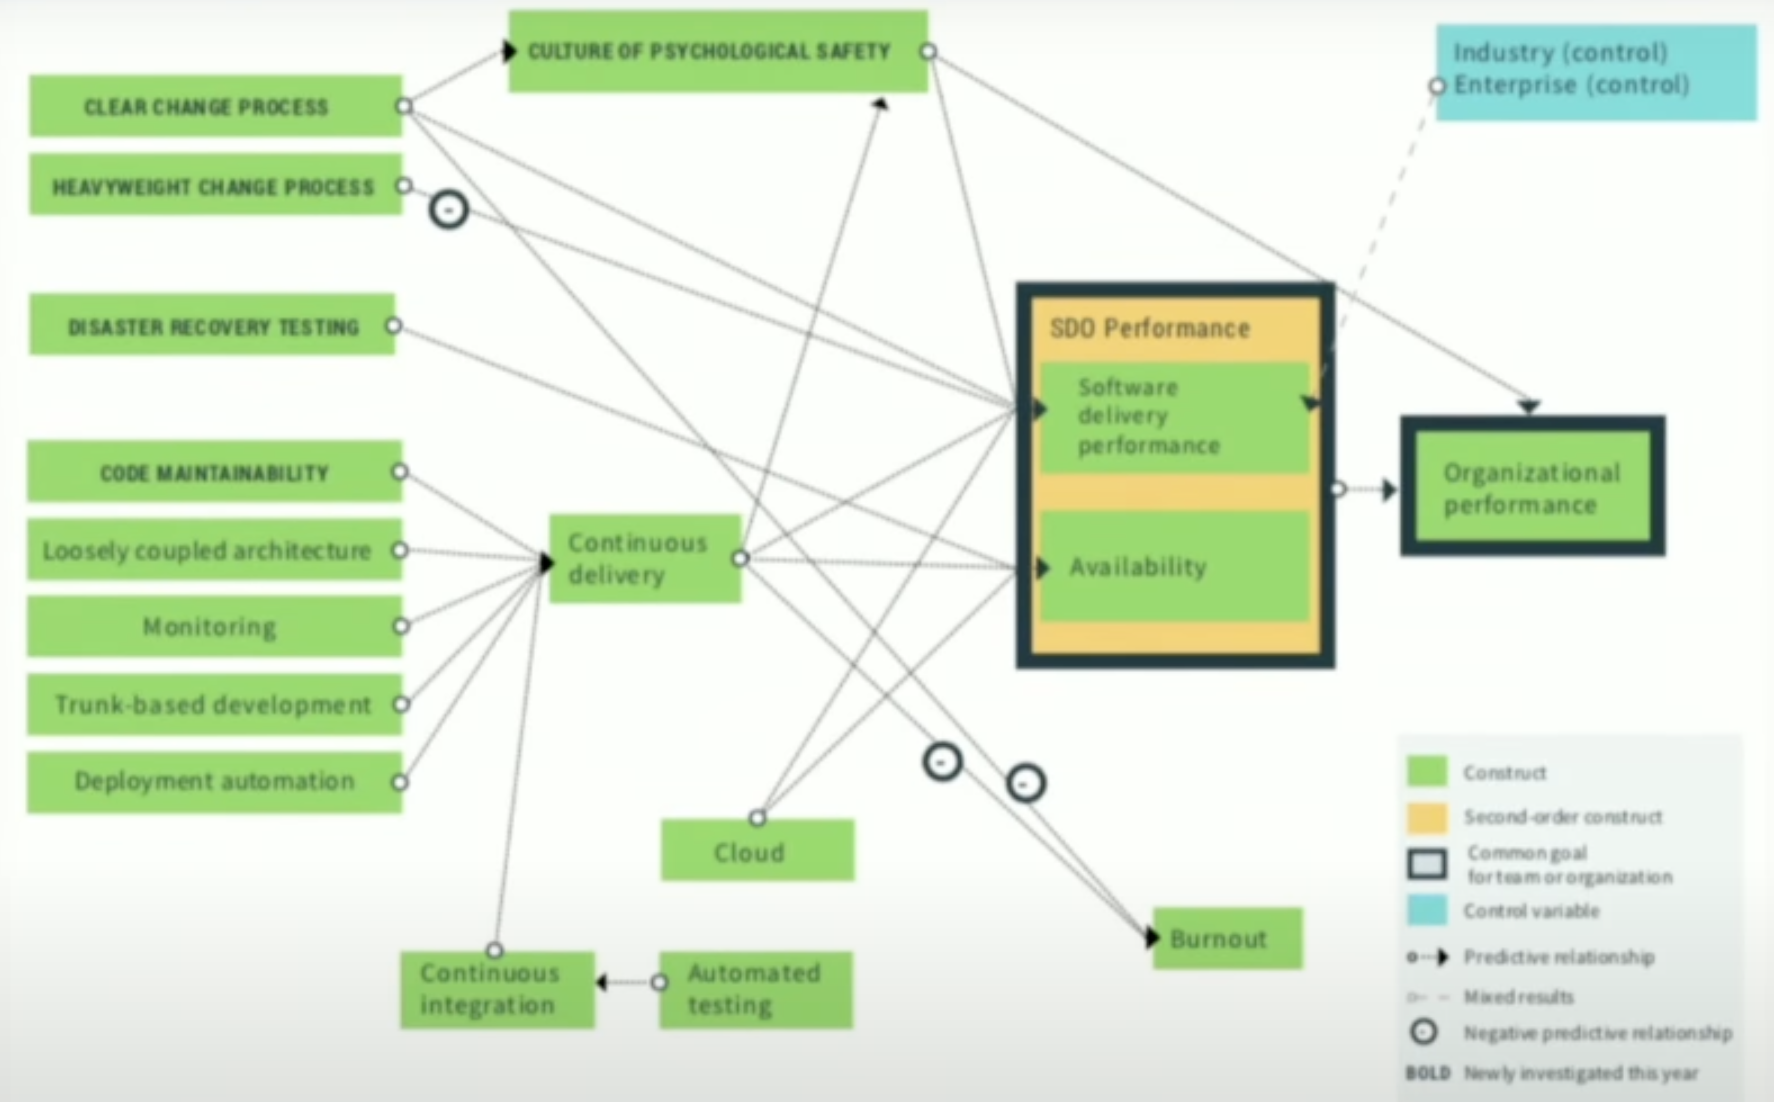 CULTURE OF PSYCHOLOGICAL SAFETY
Industry (control)
Enterprise (control)
CLEAR CHANGE PROCESS
HEAVYWEIGHT CHANGE PROCESS
-
DISASTER RECOVERY TESTING
SDO Performance
Software
delivery
performance
Organizational
performance
CODE MAINTAINABILITY
Loosely coupled architecture
Continuous
delivery
Availability
Monitoring
Trunk-based development
Deployment automation
-
-
Cloud
Burnout
Continuous
integration
Automated
testing
Construct
Second-order construct
Common goal
for team or organization
Control variable
Predictive relationship
Mixed results
-
Negative predictive relationship
BOLD Newly investigated this year